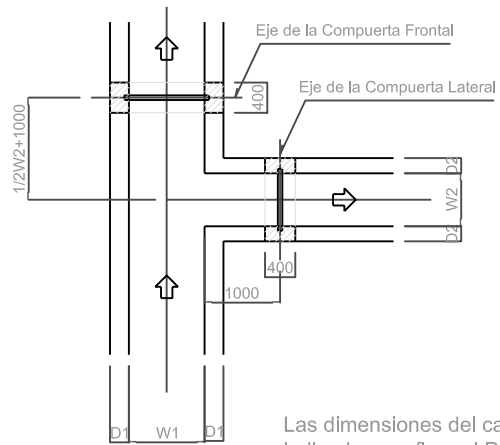 Eje de la Compuerta Frontal
400
Eje de la Compuerta Lateral
1/2W2+1000
D2
W2
D2
400
1000
D1 W1 D1
Las dimensiones del ca